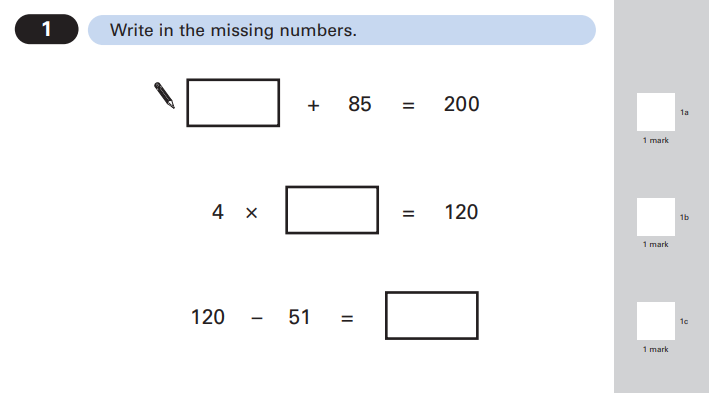 1 Write in the missing numbers.
+ 85 = 200
1a
1 mark
4 × = 120
1b
1 mark
120 – 51 =
1c
1 mark